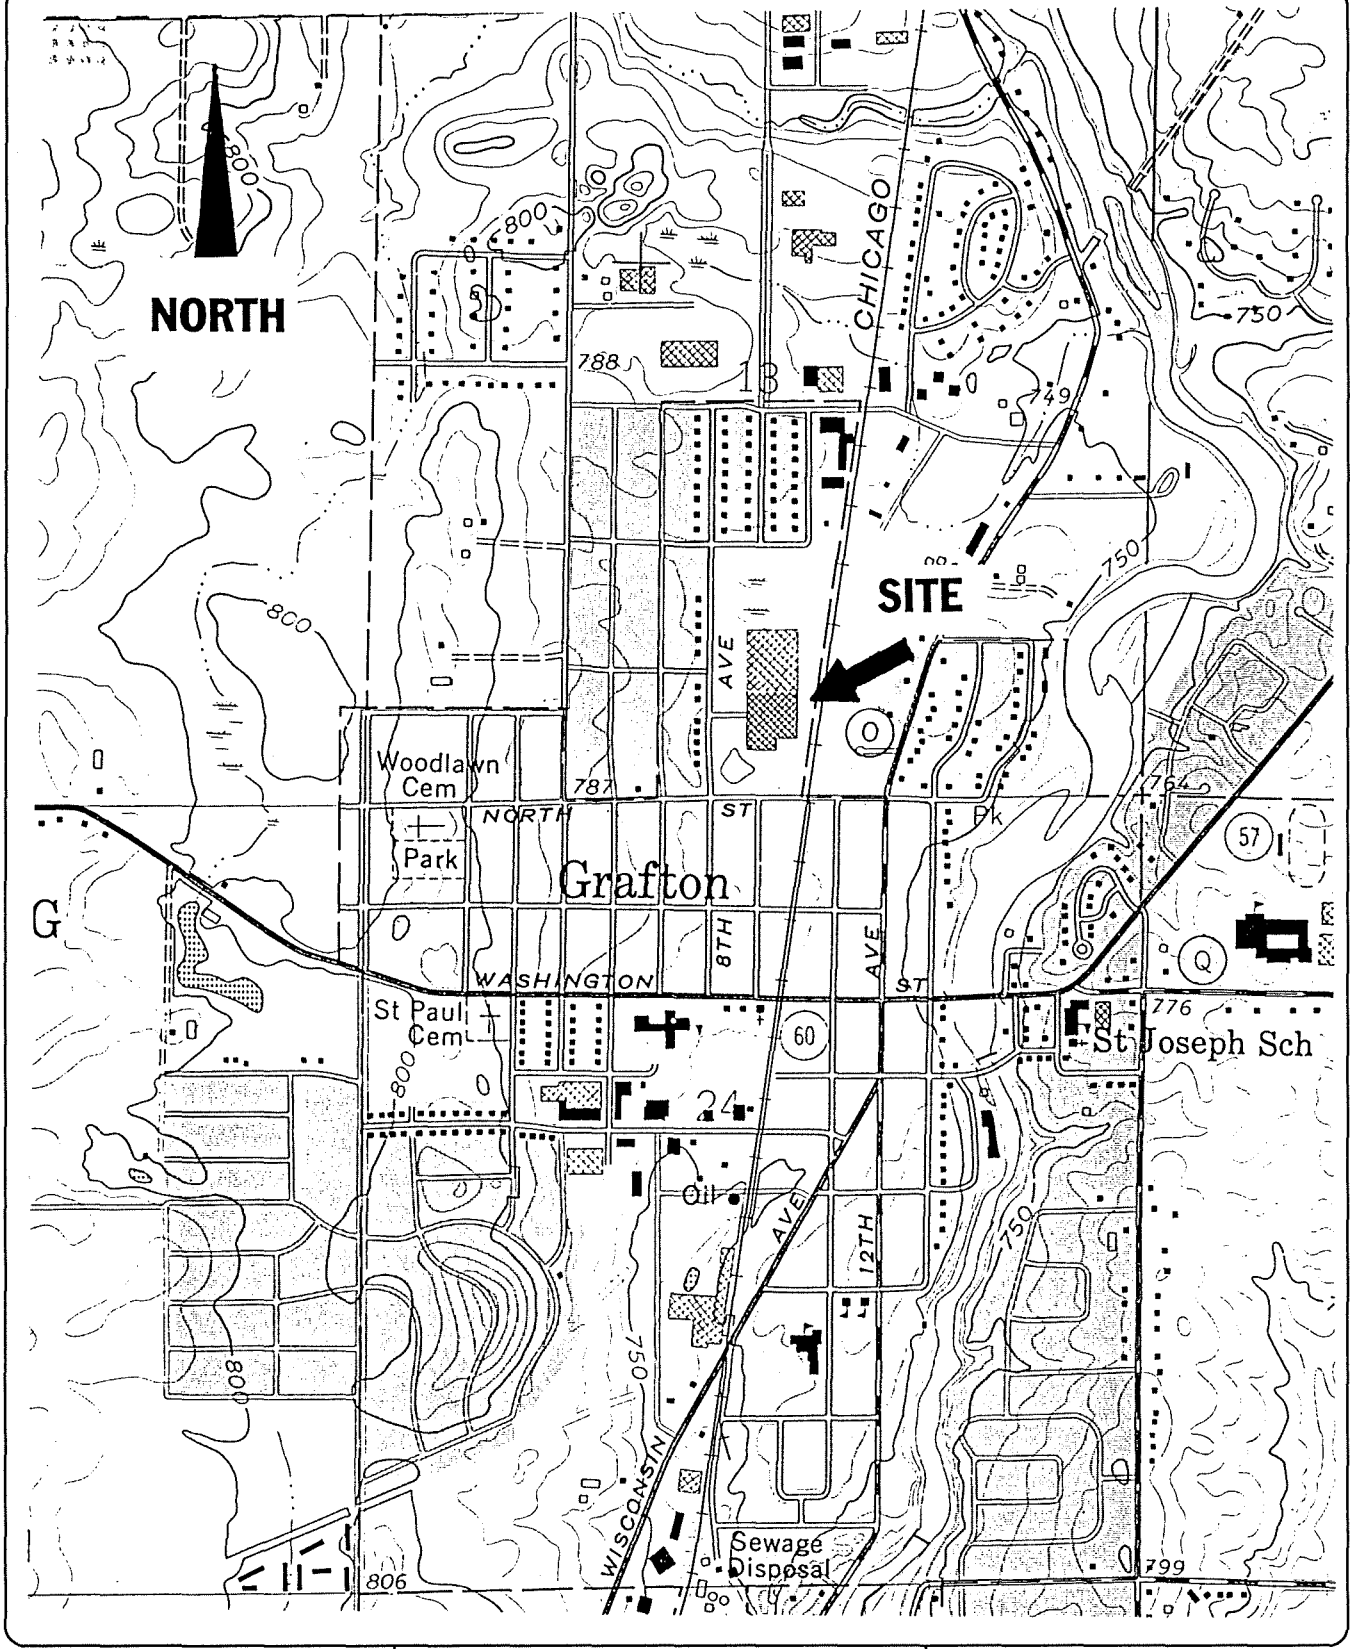 800
NORTH
800
CHICAGO
750
788
13
749
750
SITE
800
AVE
O
Woodlawn
Cem
787
764
NORTH ST
Pk
Park
57
Grafton
G
8TH
AVE
Q
WASHINGTON ST
St Paul
Cem
60
776
St Joseph Sch
800
24
Oil
AVE
12TH
750
750
800
WISCONSIN
Sewage
Disposal
806
799